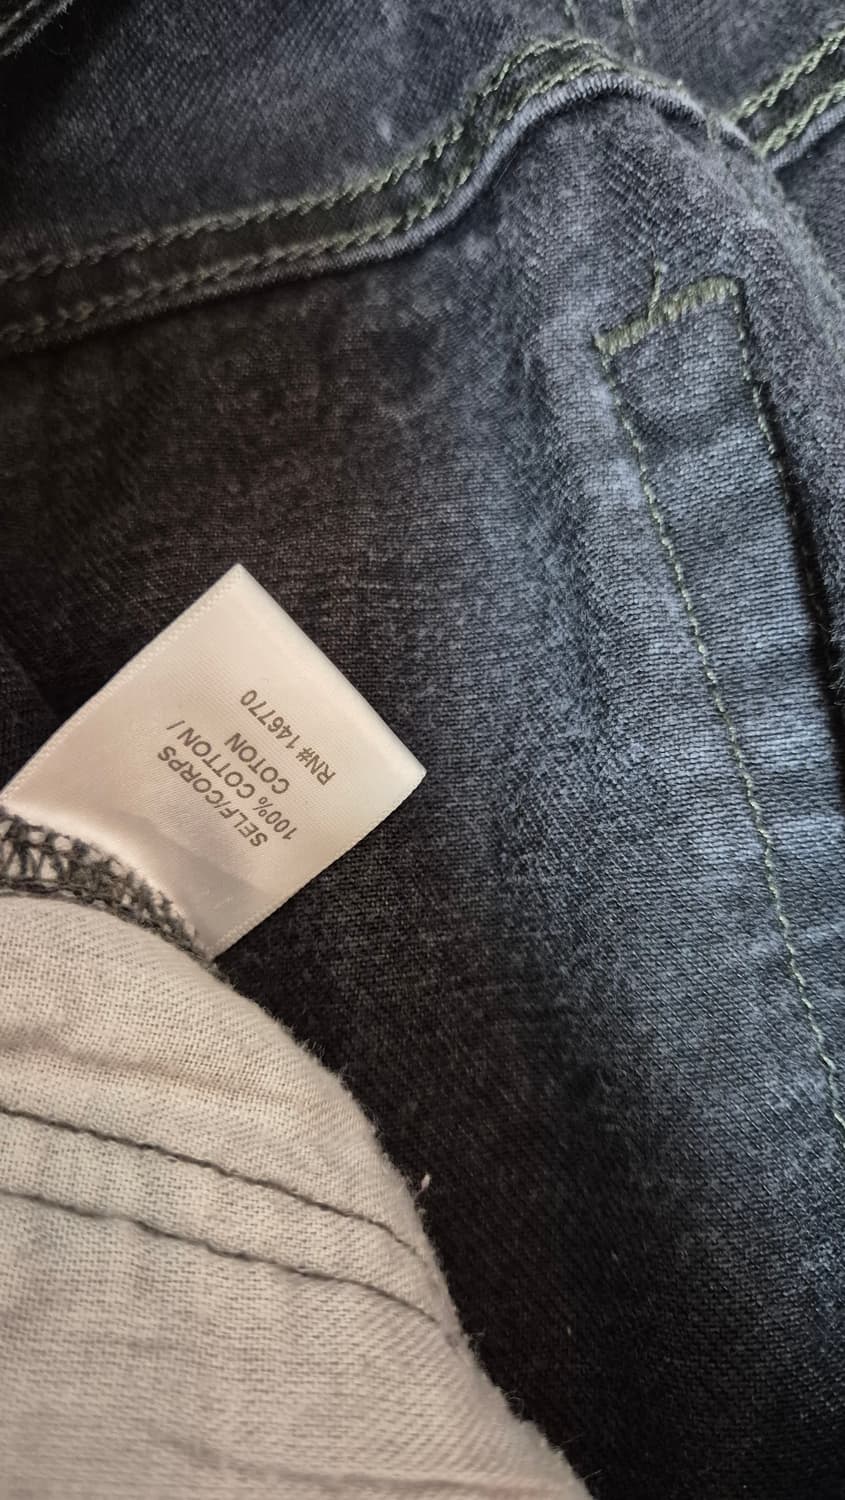 SELF/CORPS
100% COTTON /
COTON
RN# 146770